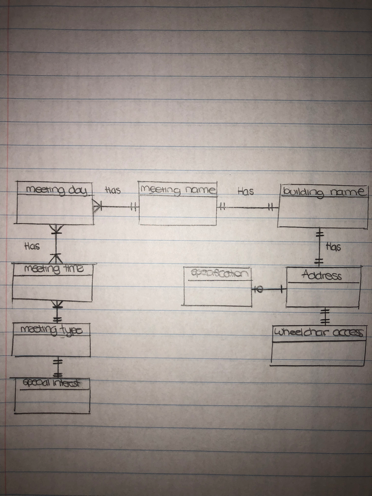 meeting day
Has
meeting name
Has
building name
Has
Has
meeting time
Address
meeting type
wheelchair access
special interest